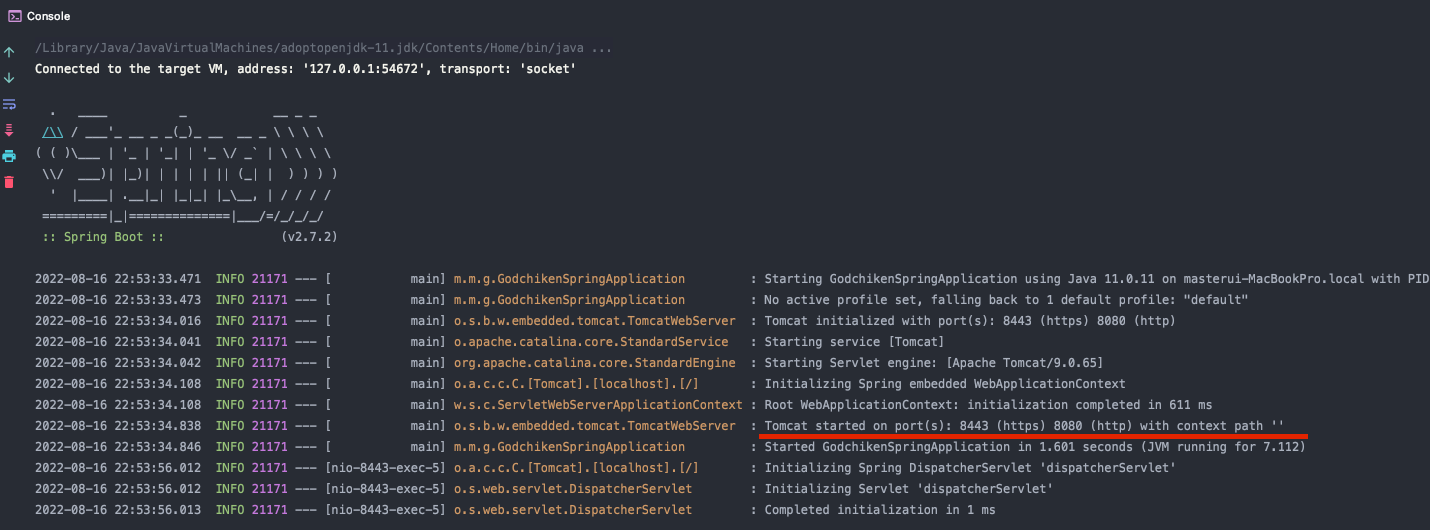 Console
/Library/Java/JavaVirtualMachines/adoptopenjdk-11.jdk/Contents/Home/bin/java ...
Connected to the target VM, address: '127.0.0.1:54672', transport: 'socket'
  .   ____          _            __ _ _
 /\\ / ___'_ __ _ _(_)_ __  __ _ \ \ \ \
( ( )\___ | '_ | '_| | '_ \/ _` | \ \ \ \
 \\/  ___)| |_)| | | | | || (_| |  ) ) ) )
  '  |____| .__|_| |_|_| |_\__, | / / / /
 =========|_|==============|___/=/_/_/_/
 :: Spring Boot ::                (v2.7.2)
2022-08-16 22:53:33.471  INFO 21171 --- [           main] m.m.g.GodchikenSpringApplication         : Starting GodchikenSpringApplication using Java 11.0.11 on masterui-MacBookPro.local with PID
2022-08-16 22:53:33.473  INFO 21171 --- [           main] m.m.g.GodchikenSpringApplication         : No active profile set, falling back to 1 default profile: "default"
2022-08-16 22:53:34.016  INFO 21171 --- [           main] o.s.b.w.embedded.tomcat.TomcatWebServer  : Tomcat initialized with port(s): 8443 (https) 8080 (http)
2022-08-16 22:53:34.041  INFO 21171 --- [           main] o.apache.catalina.core.StandardService   : Starting service [Tomcat]
2022-08-16 22:53:34.042  INFO 21171 --- [           main] org.apache.catalina.core.StandardEngine  : Starting Servlet engine: [Apache Tomcat/9.0.65]
2022-08-16 22:53:34.108  INFO 21171 --- [           main] o.a.c.c.C.[Tomcat].[localhost].[/]       : Initializing Spring embedded WebApplicationContext
2022-08-16 22:53:34.108  INFO 21171 --- [           main] w.s.c.ServletWebServerApplicationContext : Root WebApplicationContext: initialization completed in 611 ms
2022-08-16 22:53:34.838  INFO 21171 --- [           main] o.s.b.w.embedded.tomcat.TomcatWebServer  : Tomcat started on port(s): 8443 (https) 8080 (http) with context path ''
2022-08-16 22:53:34.846  INFO 21171 --- [           main] m.m.g.GodchikenSpringApplication         : Started GodchikenSpringApplication in 1.601 seconds (JVM running for 7.112)
2022-08-16 22:53:56.012  INFO 21171 --- [nio-8443-exec-5] o.a.c.c.C.[Tomcat].[localhost].[/]       : Initializing Spring DispatcherServlet 'dispatcherServlet'
2022-08-16 22:53:56.012  INFO 21171 --- [nio-8443-exec-5] o.s.web.servlet.DispatcherServlet        : Initializing Servlet 'dispatcherServlet'
2022-08-16 22:53:56.013  INFO 21171 --- [nio-8443-exec-5] o.s.web.servlet.DispatcherServlet        : Completed initialization in 1 ms